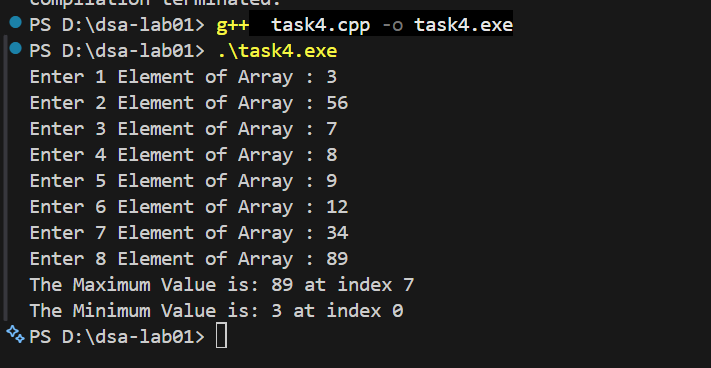 compilation terminated.
PS D:\dsa-lab01> g++  task4.cpp -o task4.exe
PS D:\dsa-lab01> .\task4.exe
Enter 1 Element of Array : 3
Enter 2 Element of Array : 56
Enter 3 Element of Array : 7
Enter 4 Element of Array : 8
Enter 5 Element of Array : 9
Enter 6 Element of Array : 12
Enter 7 Element of Array : 34
Enter 8 Element of Array : 89
The Maximum Value is: 89 at index 7
The Minimum Value is: 3 at index 0
PS D:\dsa-lab01>